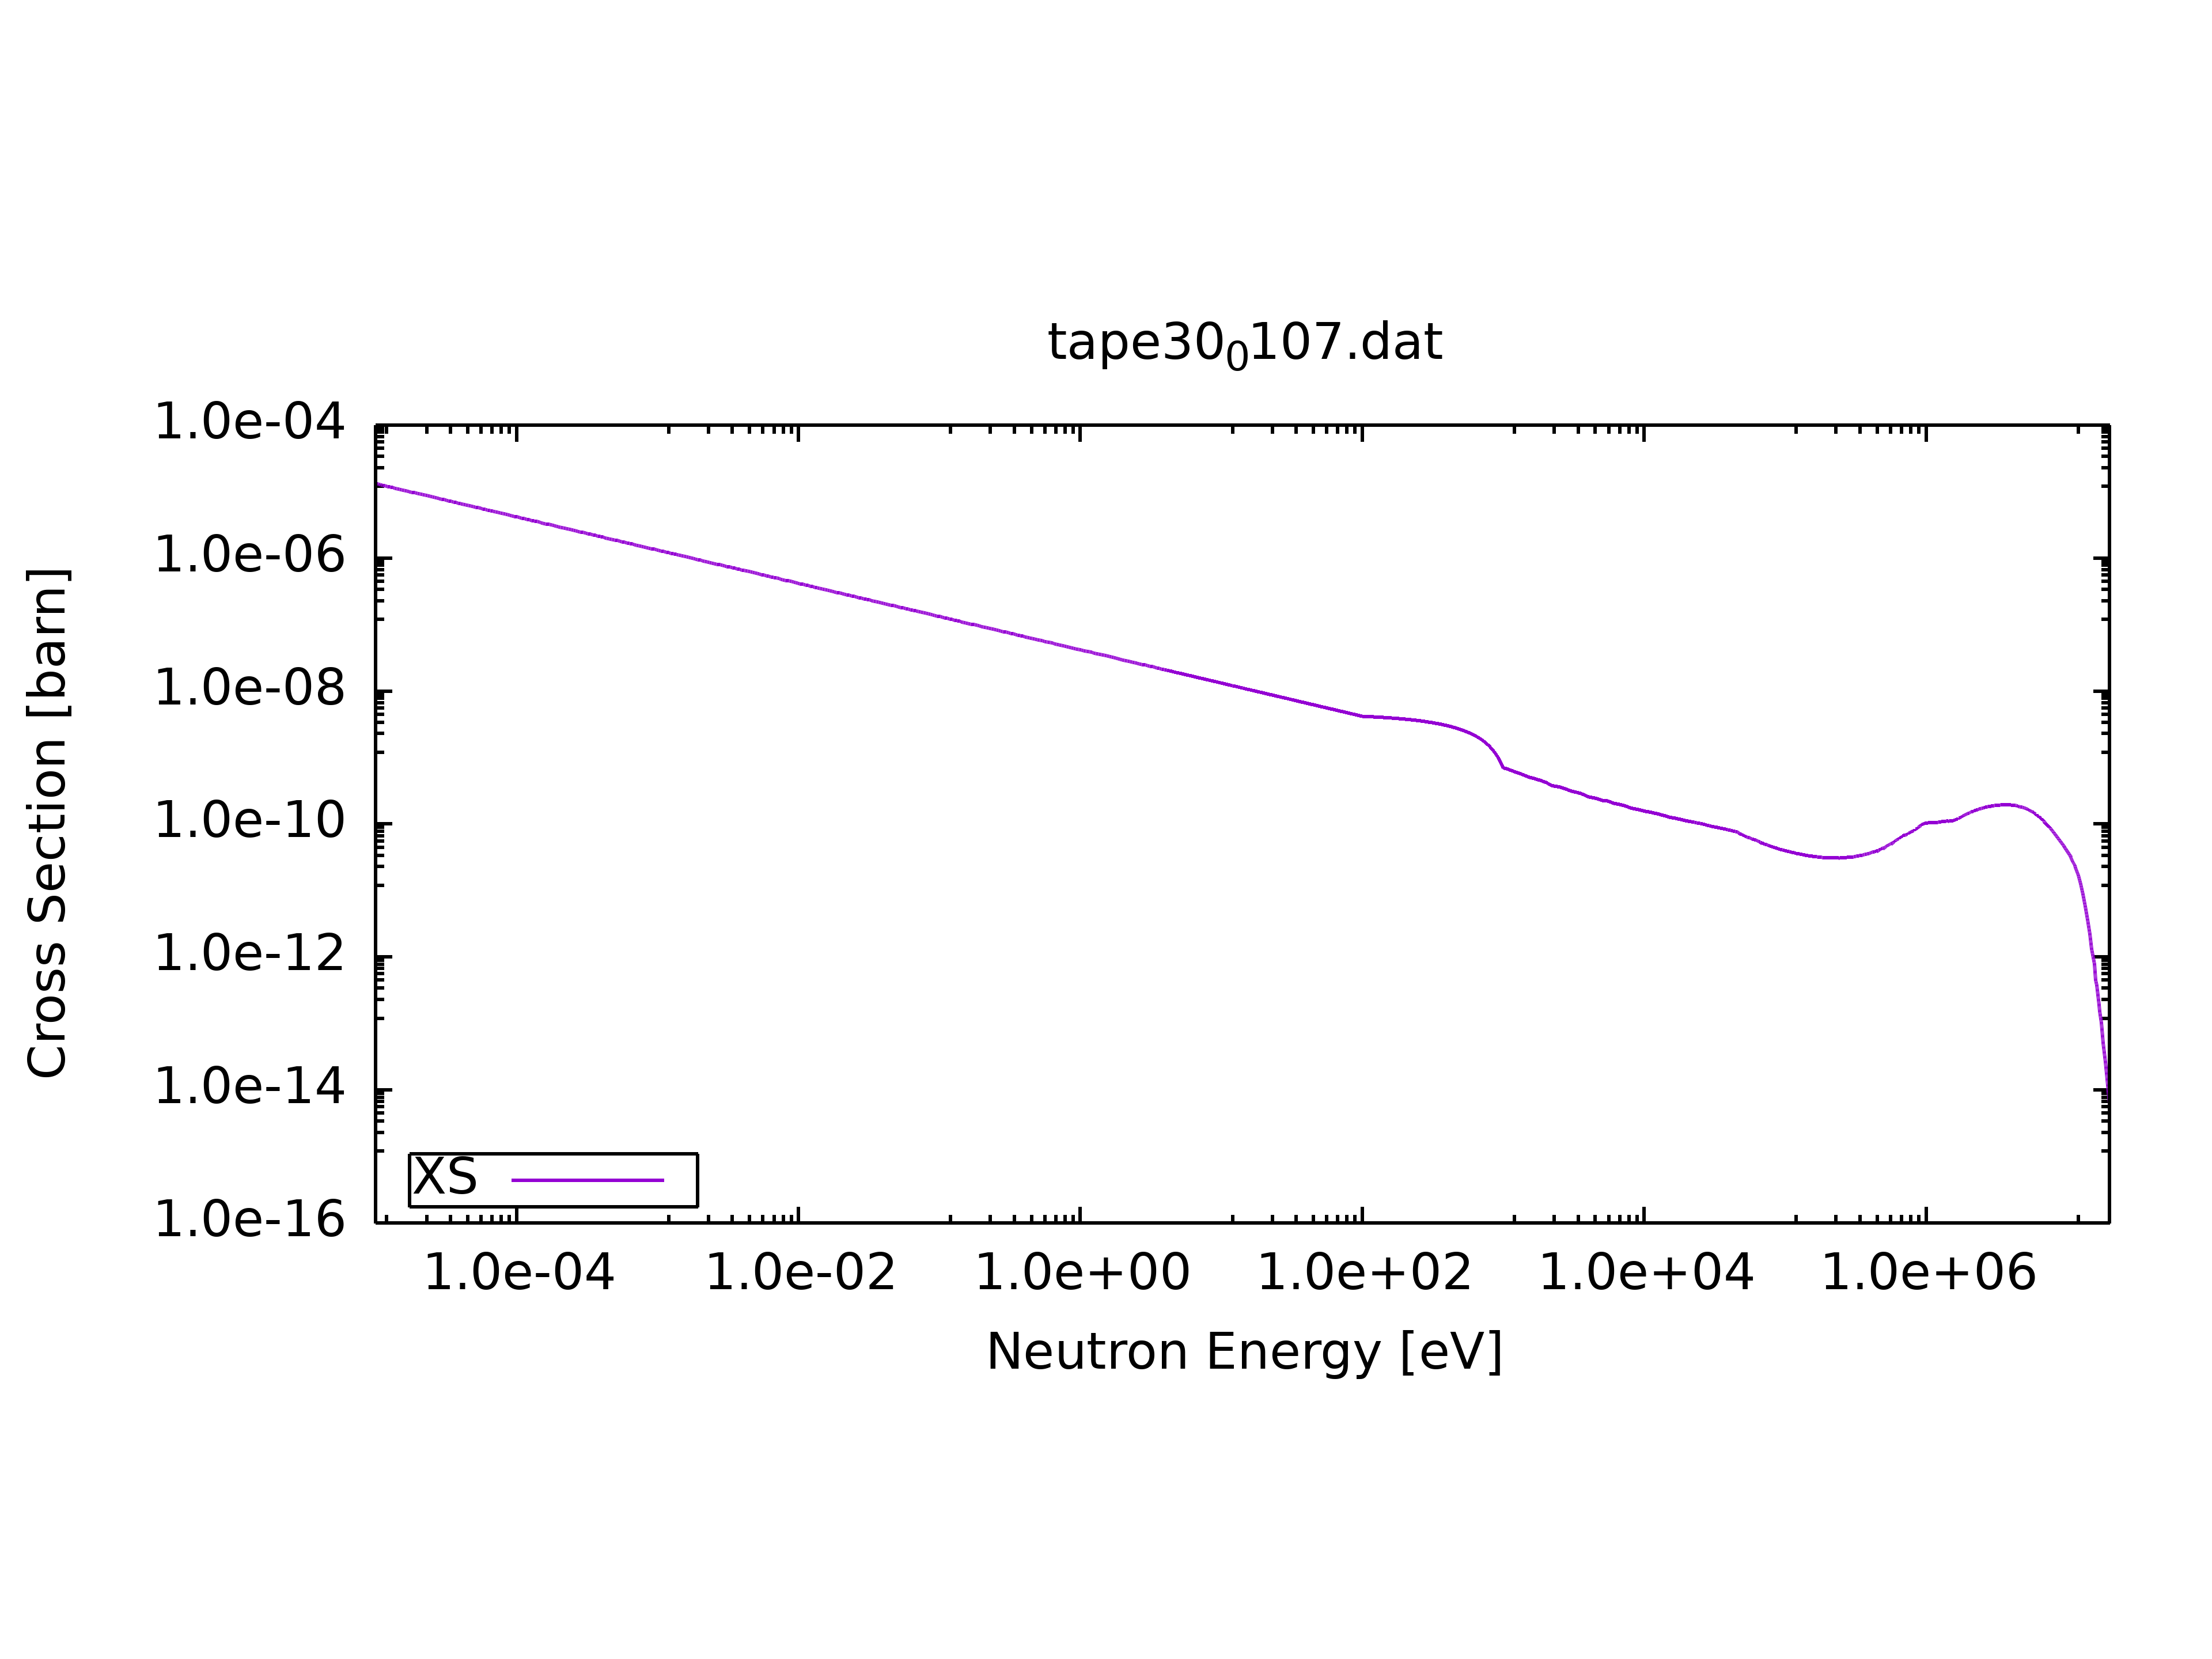 tape30₀107.dat
1.0e-04
1.0e-06
1.0e-08
1.0e-10
1.0e-12
1.0e-14
1.0e-16
Cross Section [barn]
XS
1.0e-04 1.0e-02 1.0e+00 1.0e+02 1.0e+04 1.0e+06
Neutron Energy [eV]